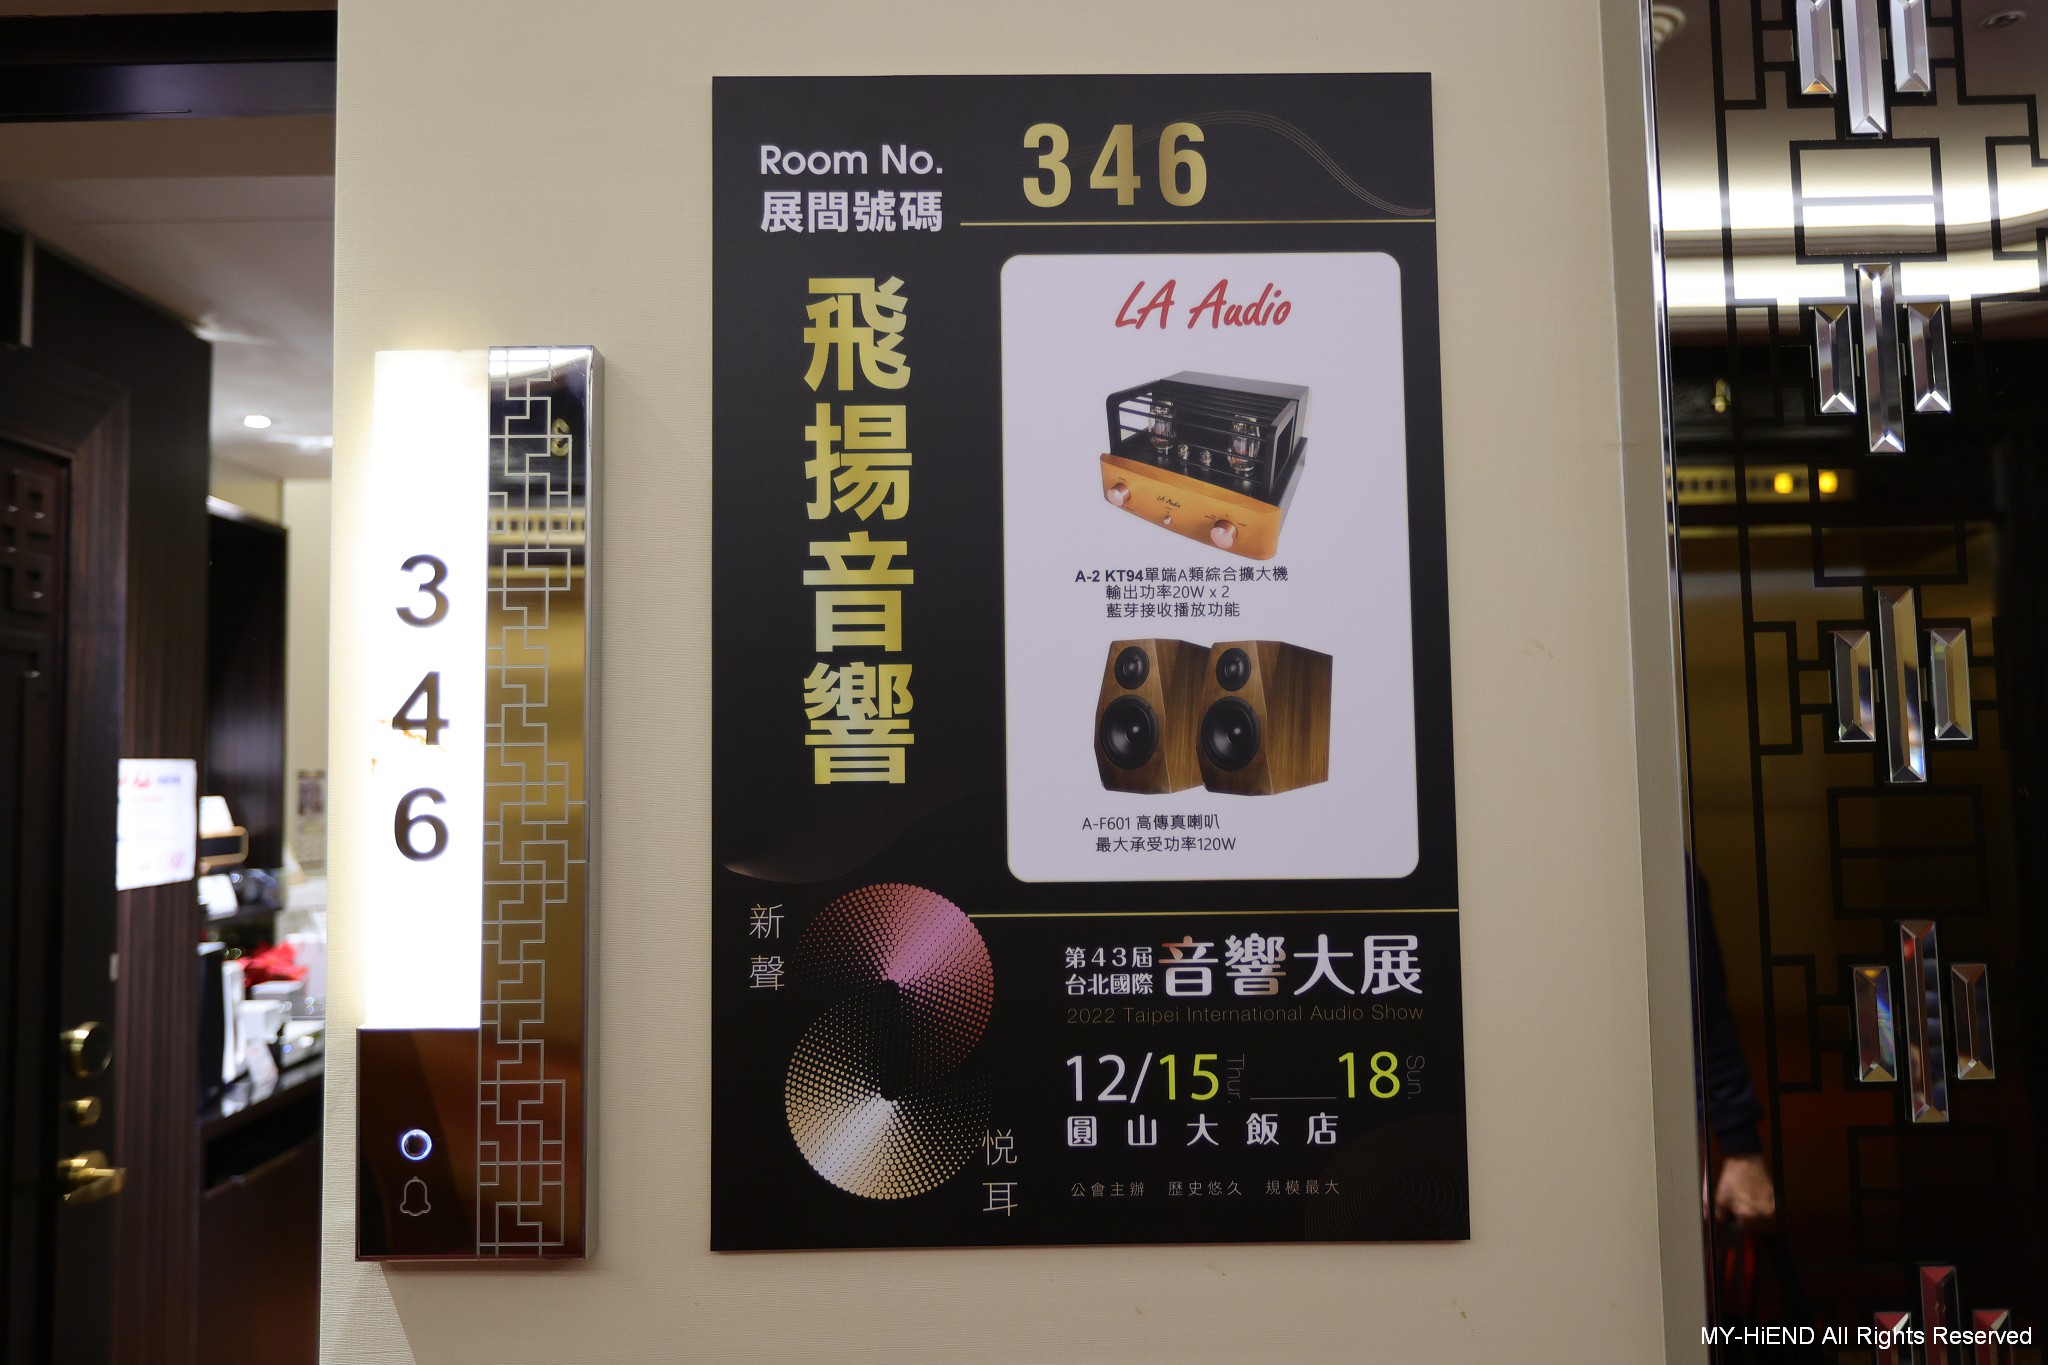 Room No.
展間號碼
346
飛揚音響
LA Audio
LA Audio
A-2 KT94單端A類綜合擴大機
輸出功率20W x 2
藍芽接收播放功能
A-F601 高傳真喇叭
最大承受功率120W
新聲
悅耳
第43屆
台北國際
音響大展
2022 Taipei International Audio Show
12/15 Thur. 18 Sun.
圓山大飯店
公會主辦 歷史悠久 規模最大
3
4
6
MY-HiEND All Rights Reserved